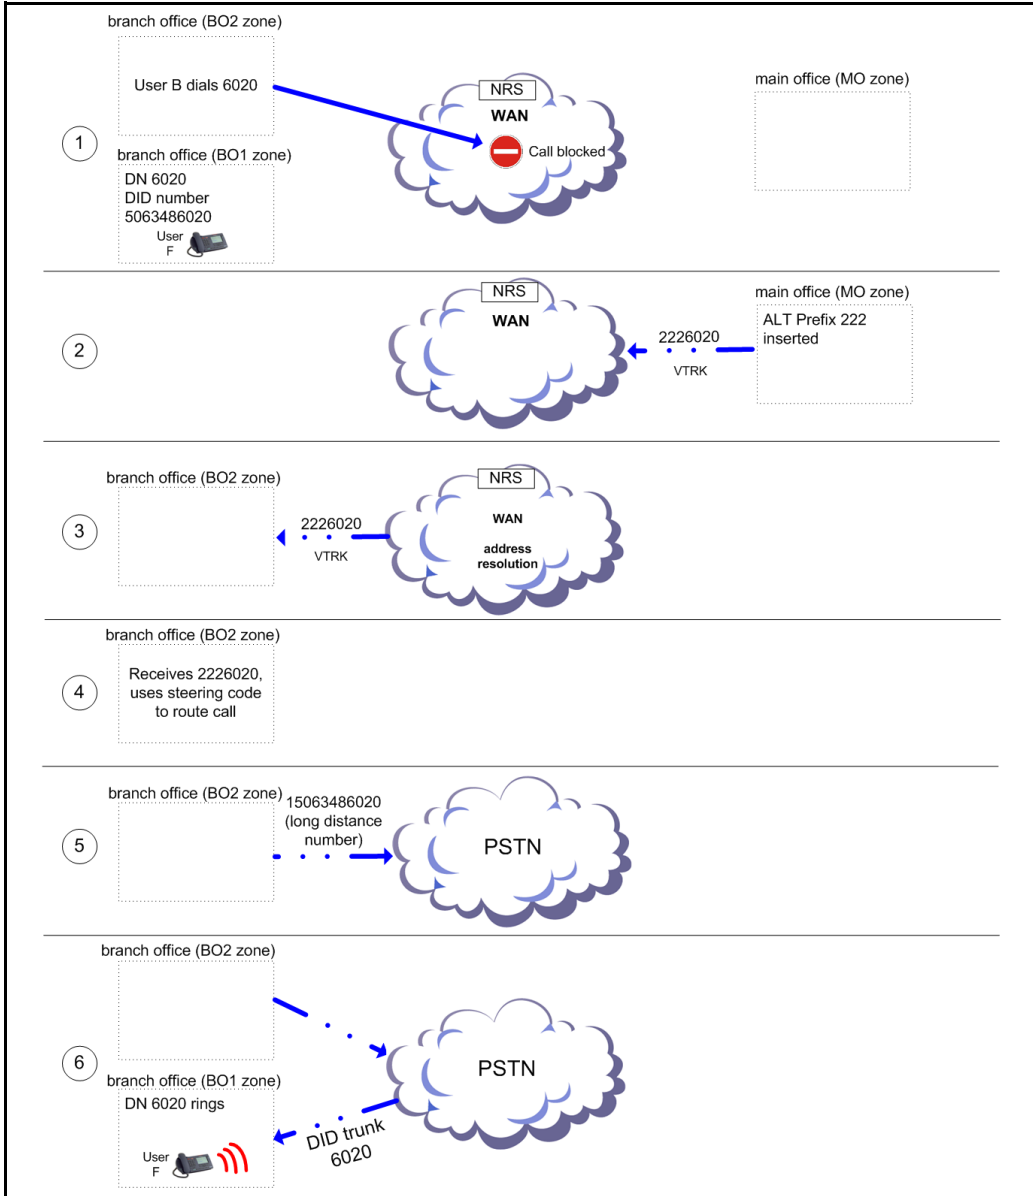 branch office (BO2 zone)
User B dials 6020
NRS
WAN
Call blocked
main office (MO zone)
1
branch office (BO1 zone)
DN 6020
DID number
5063486020
User
F
NRS
WAN
main office (MO zone)
ALT Prefix 222
inserted
2226020
VTRK
2
branch office (BO2 zone)
NRS
WAN
address
resolution
2226020
VTRK
3
branch office (BO2 zone)
Receives 2226020,
uses steering code
to route call
4
branch office (BO2 zone)
15063486020
(long distance
number)
PSTN
5
branch office (BO2 zone)
PSTN
6
branch office (BO1 zone)
DN 6020 rings
User
F
DID trunk
6020